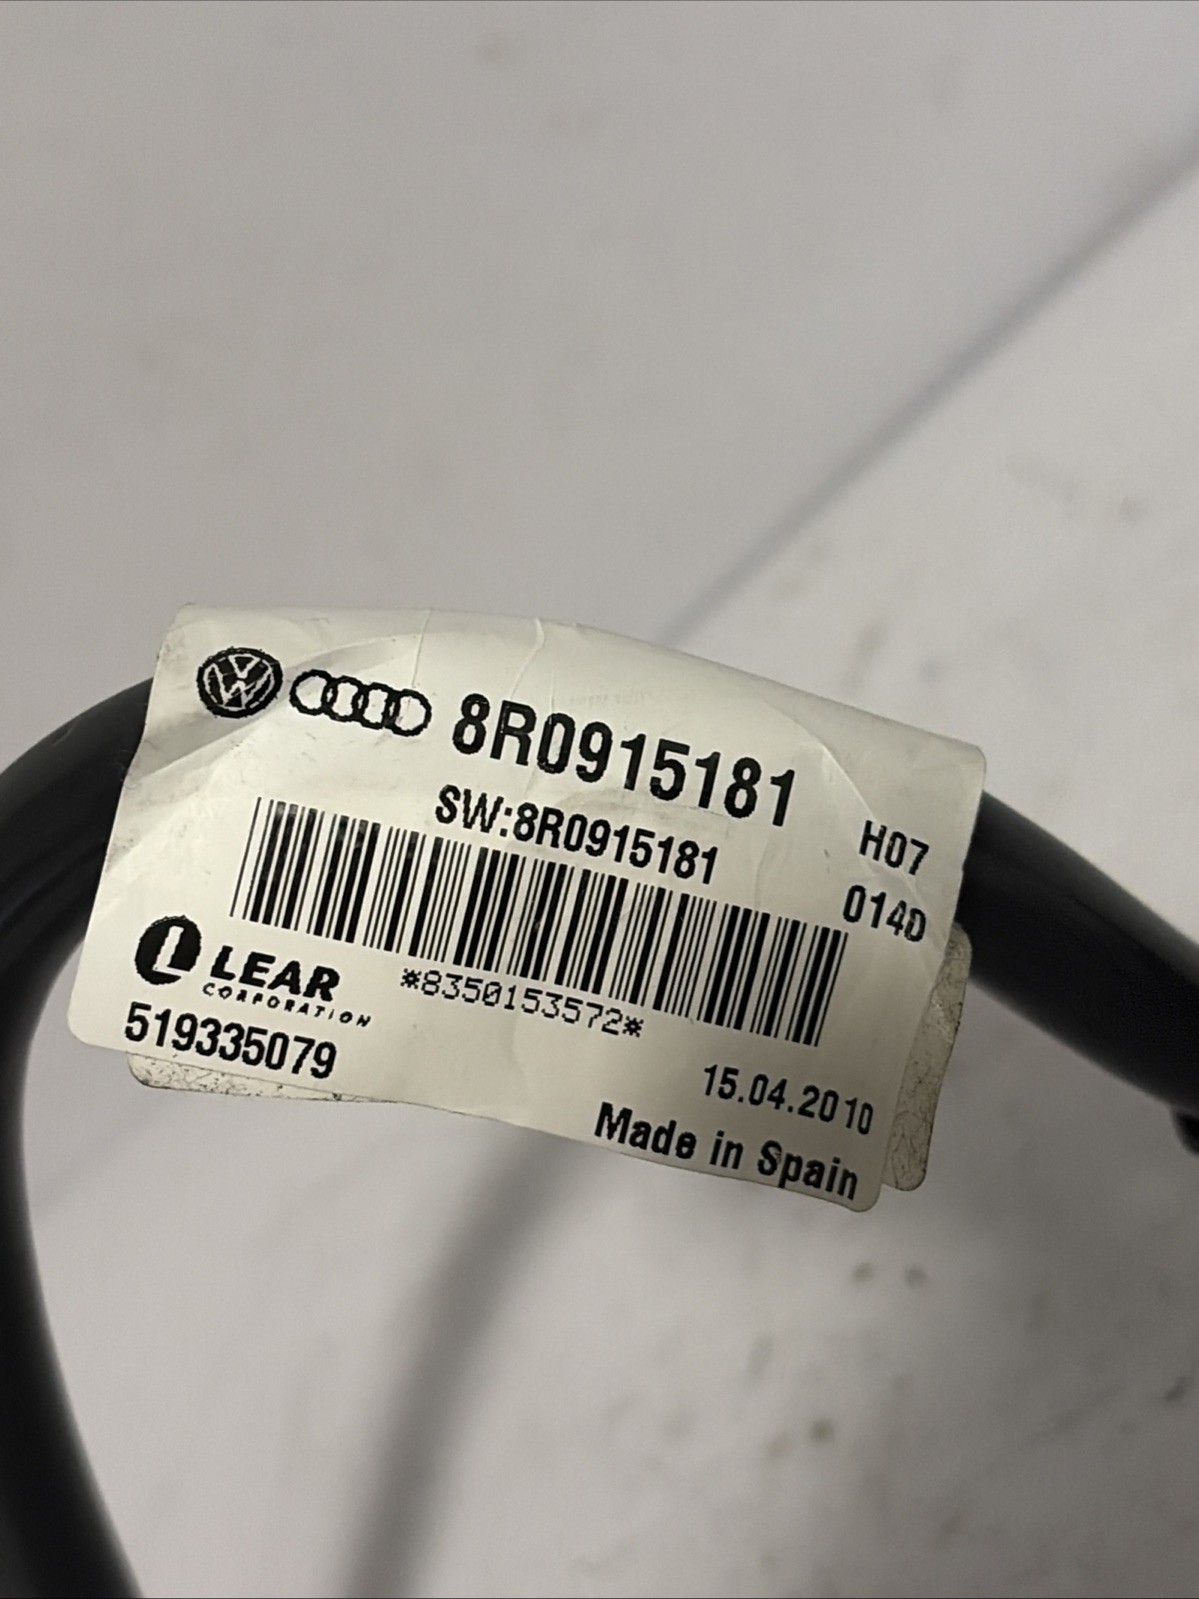 8R0915181
SW:8R0915181
H07
014D
*8350153572*
LEAR
CORPORATION
519335079
15.04.2010
Made in Spain